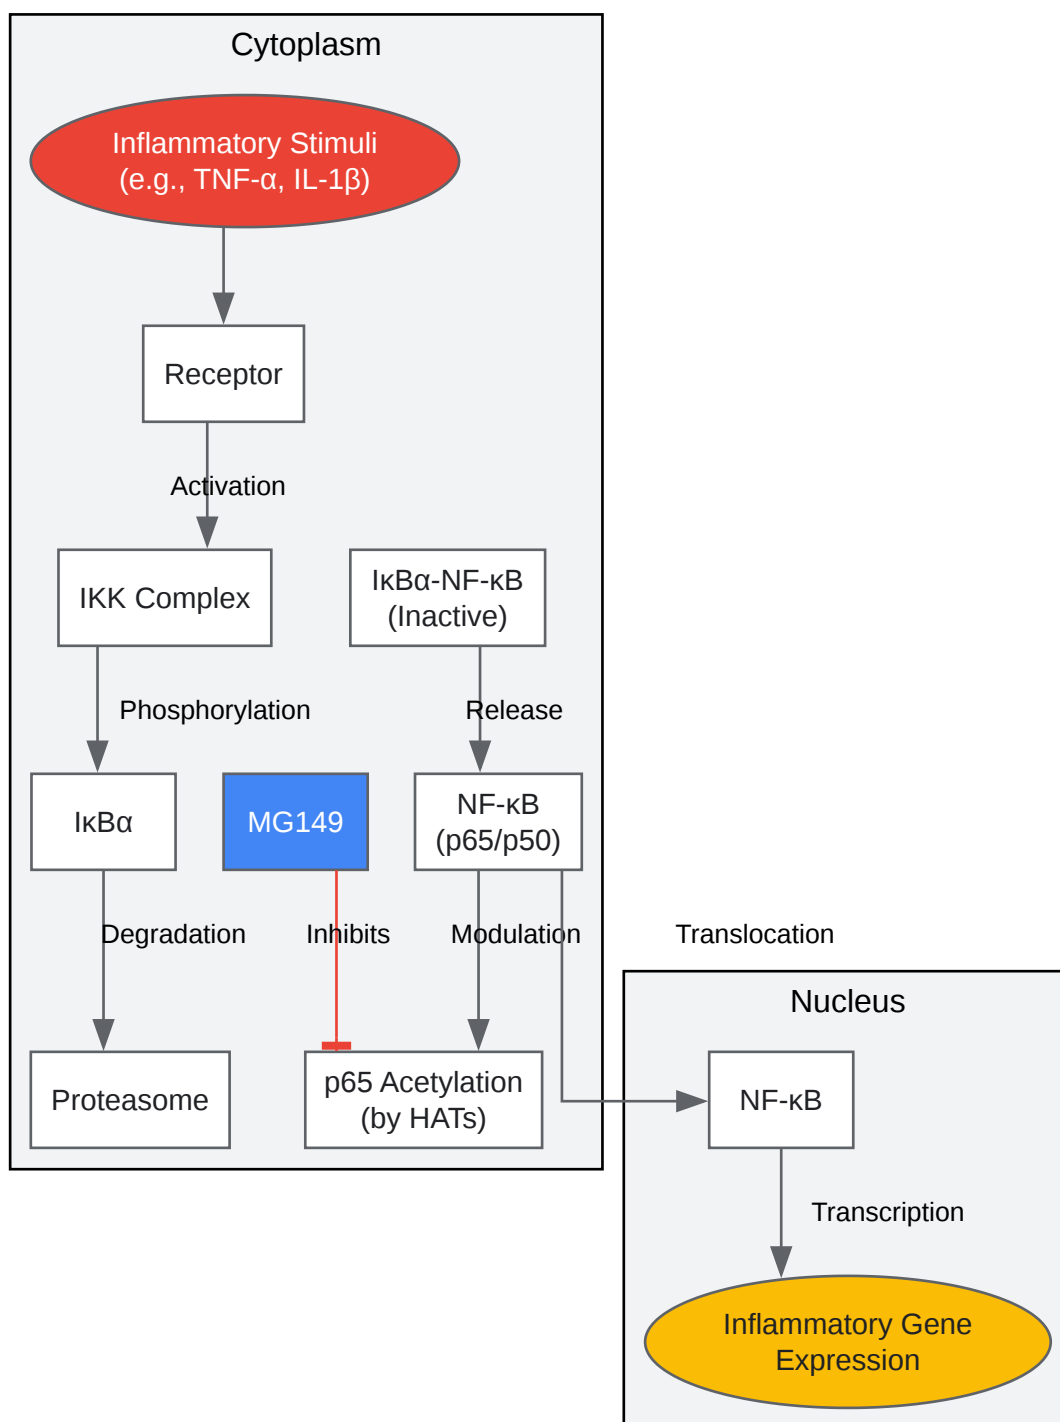 Cytoplasm
Inflammatory Stimuli
(e.g., TNF-α, IL-1β)
Receptor
Activation
IKK Complex
IκBα-NF-κB
(Inactive)
Phosphorylation
Release
IκBα
MG149
NF-κB
(p65/p50)
Degradation
Inhibits
Modulation
Translocation
Proteasome
p65 Acetylation
(by HATs)
Nucleus
NF-κB
Transcription
Inflammatory Gene
Expression